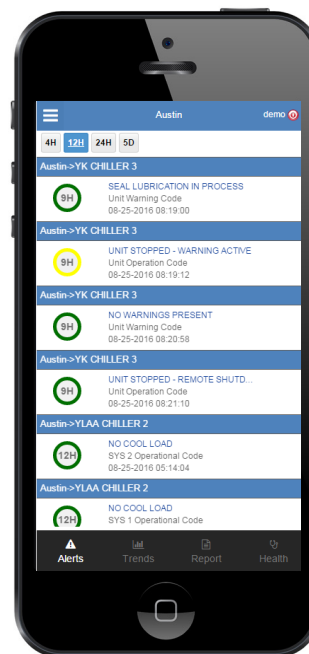 Austin
demo
4H 12H 24H 5D
Austin->YK CHILLER 3
9H
SEAL LUBRICATION IN PROCESS
Unit Warning Code
08-25-2016 08:19:00
Austin->YK CHILLER 3
9H
UNIT STOPPED - WARNING ACTIVE
Unit Operation Code
08-25-2016 08:19:12
Austin->YK CHILLER 3
9H
NO WARNINGS PRESENT
Unit Warning Code
08-25-2016 08:20:58
Austin->YK CHILLER 3
9H
UNIT STOPPED - REMOTE SHUTD...
Unit Operation Code
08-25-2016 08:21:10
Austin->YLAA CHILLER 2
12H
NO COOL LOAD
SYS 2 Operational Code
08-25-2016 05:14:04
Austin->YLAA CHILLER 2
12H
NO COOL LOAD
SYS 1 Operational Code
Alerts Trends Report Health